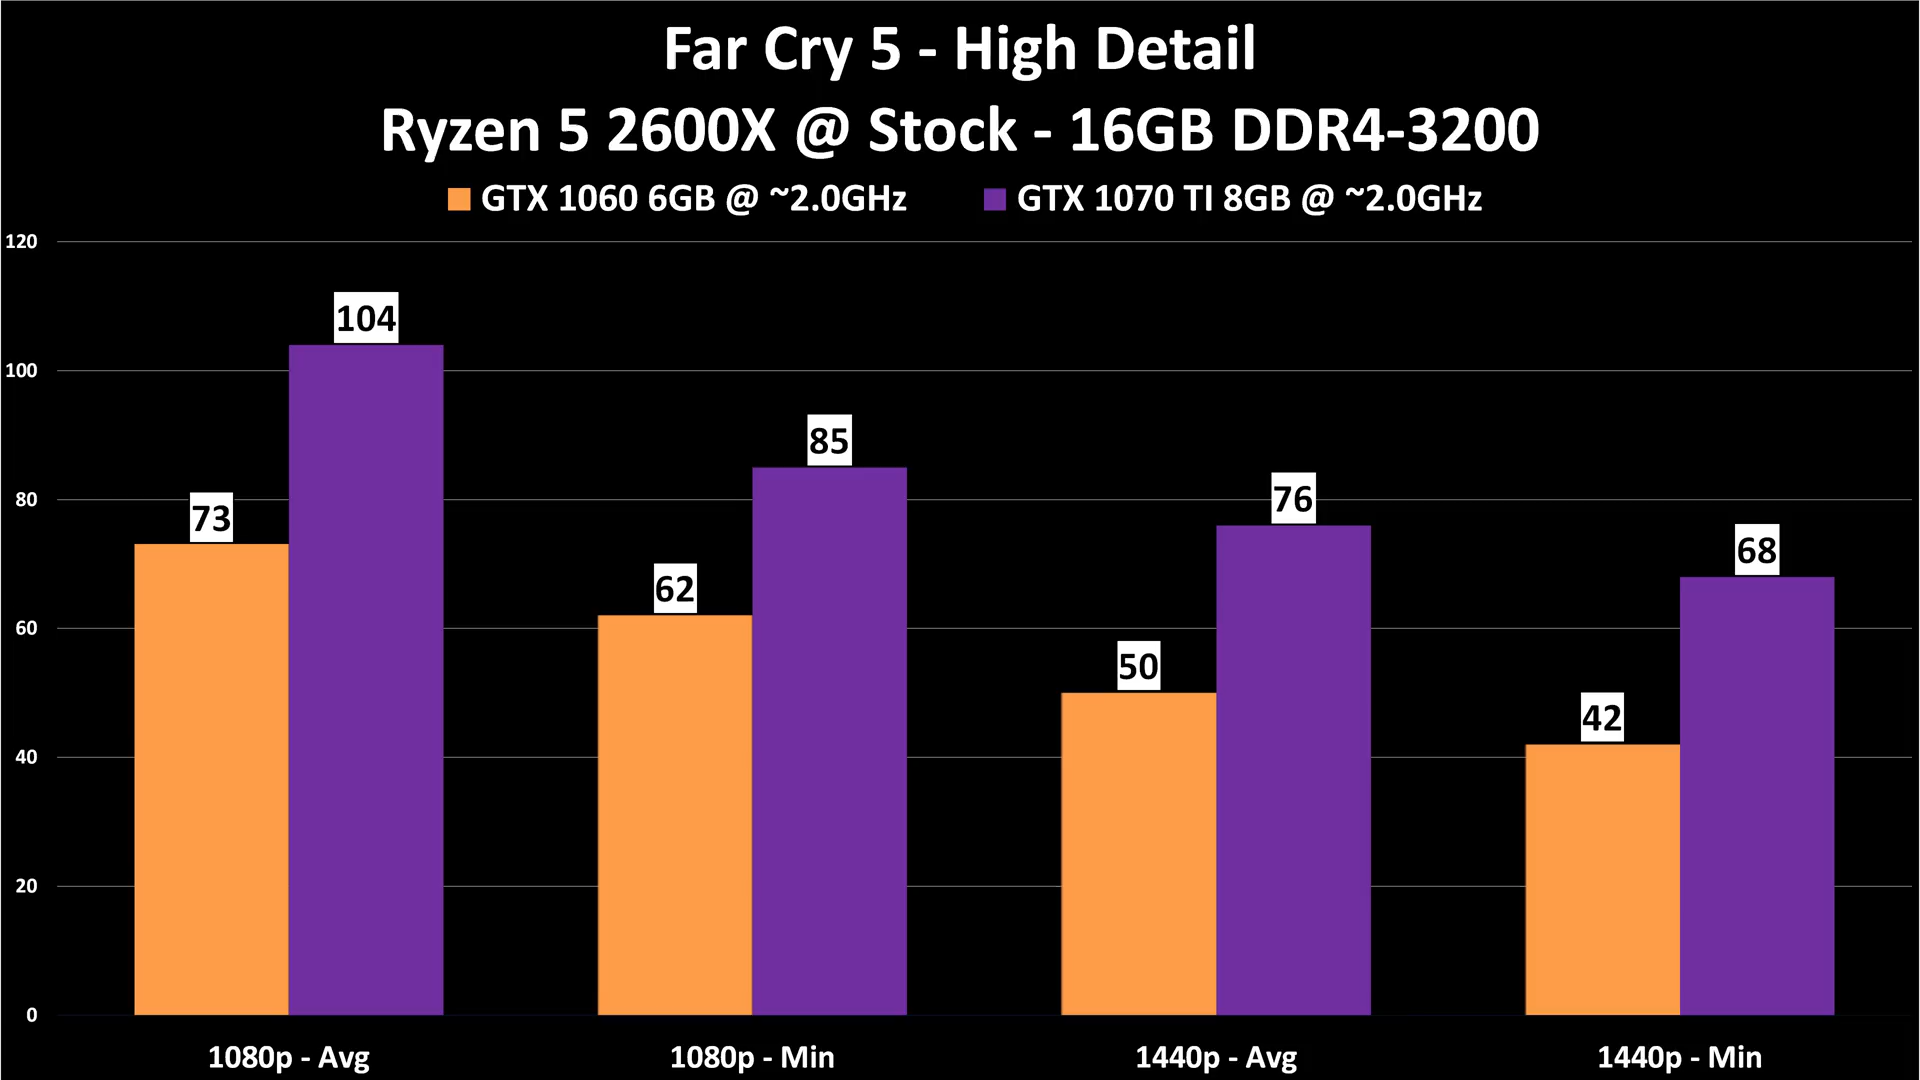 Far Cry 5 - High Detail
Ryzen 5 2600X @ Stock - 16GB DDR4-3200
GTX 1060 6GB @ ~2.0GHz
GTX 1070 TI 8GB @ ~2.0GHz
120
100
80
60
40
20
0
73
104
62
85
50
76
42
68
1080p - Avg
1080p - Min
1440p - Avg
1440p - Min